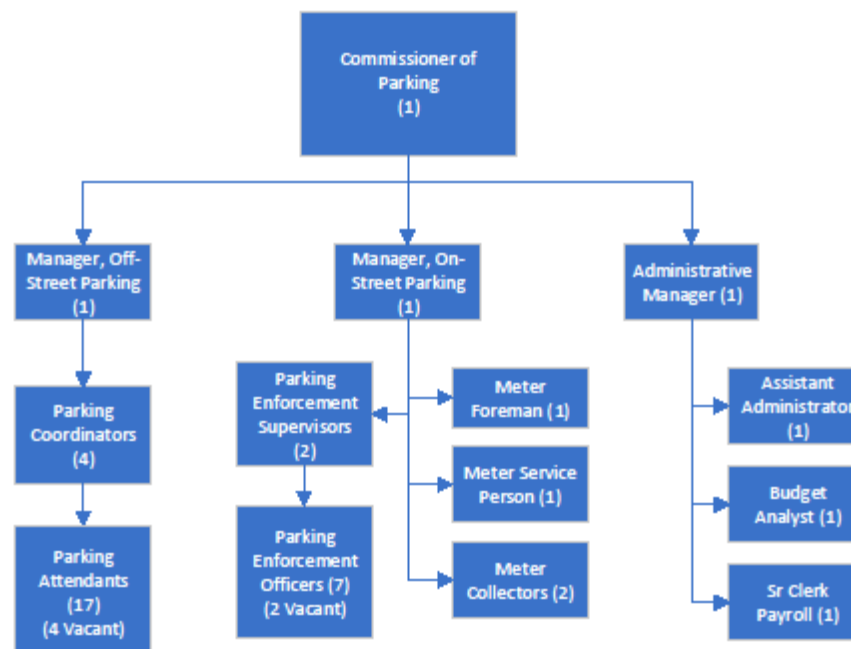 Commissioner of
Parking
(1)
Manager, Off-
Street Parking
(1)
Manager, On-
Street Parking
(1)
Administrative
Manager (1)
Parking
Coordinators
(4)
Parking
Enforcement
Supervisors
(2)
Meter
Foreman (1)
Assistant
Administrator
(1)
Meter Service
Person (1)
Budget
Analyst (1)
Parking
Attendants
(17)
(4 Vacant)
Parking
Enforcement
Officers (7)
(2 Vacant)
Meter
Collectors (2)
Sr Clerk
Payroll (1)